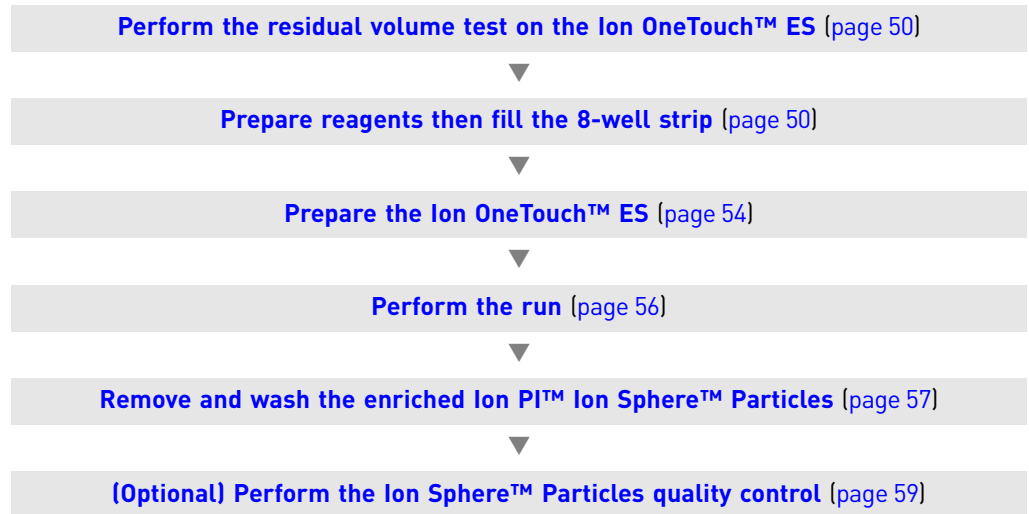 Perform the residual volume test on the Ion OneTouch™ ES (page 50)
Prepare reagents then fill the 8-well strip (page 50)
Prepare the Ion OneTouch™ ES (page 54)
Perform the run (page 56)
Remove and wash the enriched Ion PI™ Ion Sphere™ Particles (page 57)
(Optional) Perform the Ion Sphere™ Particles quality control (page 59)